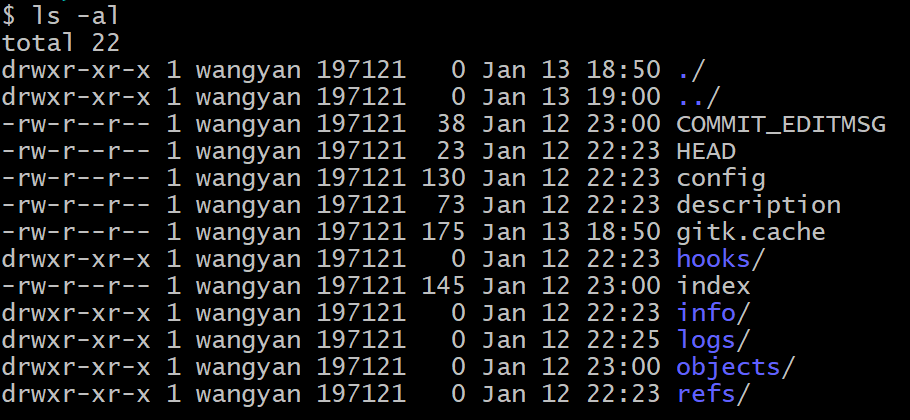 $ ls -al
total 22
drwxr-xr-x 1 wangyan 197121   0 Jan 13 18:50 ./
drwxr-xr-x 1 wangyan 197121   0 Jan 13 19:00 ../
-rw-r--r-- 1 wangyan 197121  38 Jan 12 23:00 COMMIT_EDITMSG
-rw-r--r-- 1 wangyan 197121  23 Jan 12 22:23 HEAD
-rw-r--r-- 1 wangyan 197121 130 Jan 12 22:23 config
-rw-r--r-- 1 wangyan 197121  73 Jan 12 22:23 description
-rw-r--r-- 1 wangyan 197121 175 Jan 13 18:50 gitk.cache
drwxr-xr-x 1 wangyan 197121   0 Jan 12 22:23 hooks/
-rw-r--r-- 1 wangyan 197121 145 Jan 12 23:00 index
drwxr-xr-x 1 wangyan 197121   0 Jan 12 22:23 info/
drwxr-xr-x 1 wangyan 197121   0 Jan 12 22:25 logs/
drwxr-xr-x 1 wangyan 197121   0 Jan 12 23:00 objects/
drwxr-xr-x 1 wangyan 197121   0 Jan 12 22:23 refs/